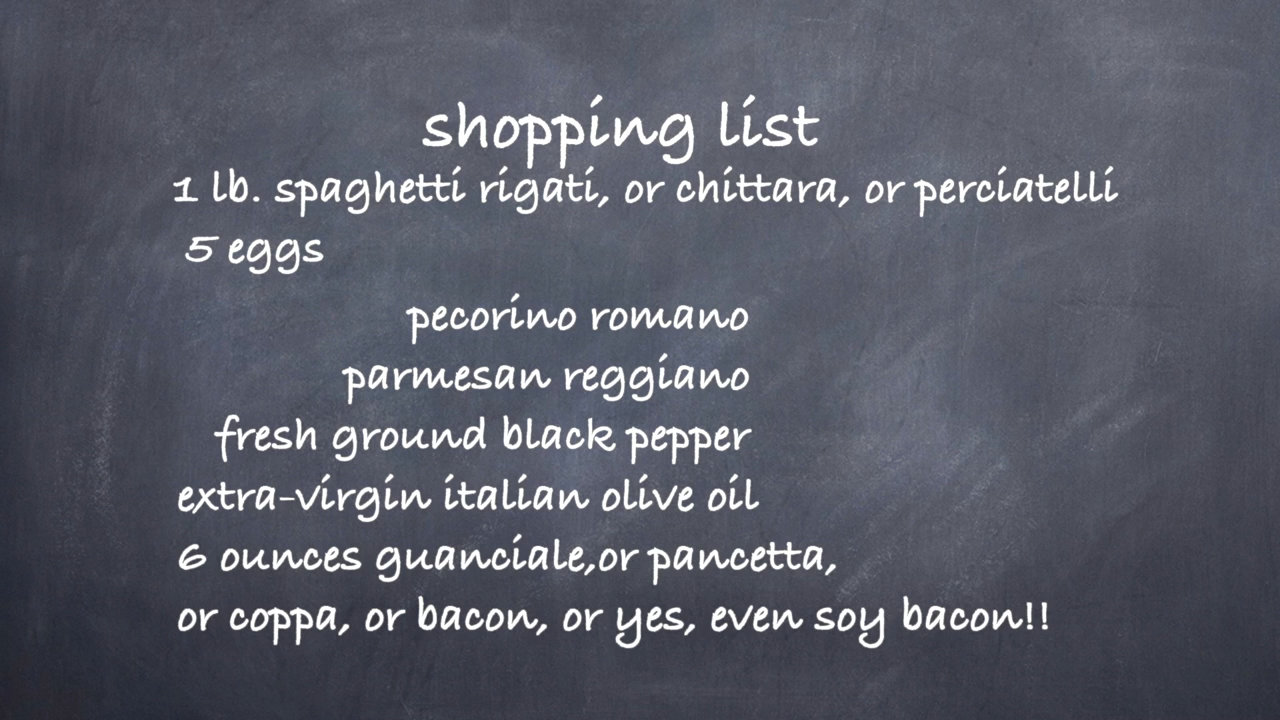 shopping list
1 lb. spaghetti rigati, or chittara, or perciatelli
5 eggs
pecorino romano
parmesan reggiano
fresh ground black pepper
extra-virgin italian olive oil
6 ounces guanciale,or pancetta,
or coppa, or bacon, or yes, even soy bacon!!